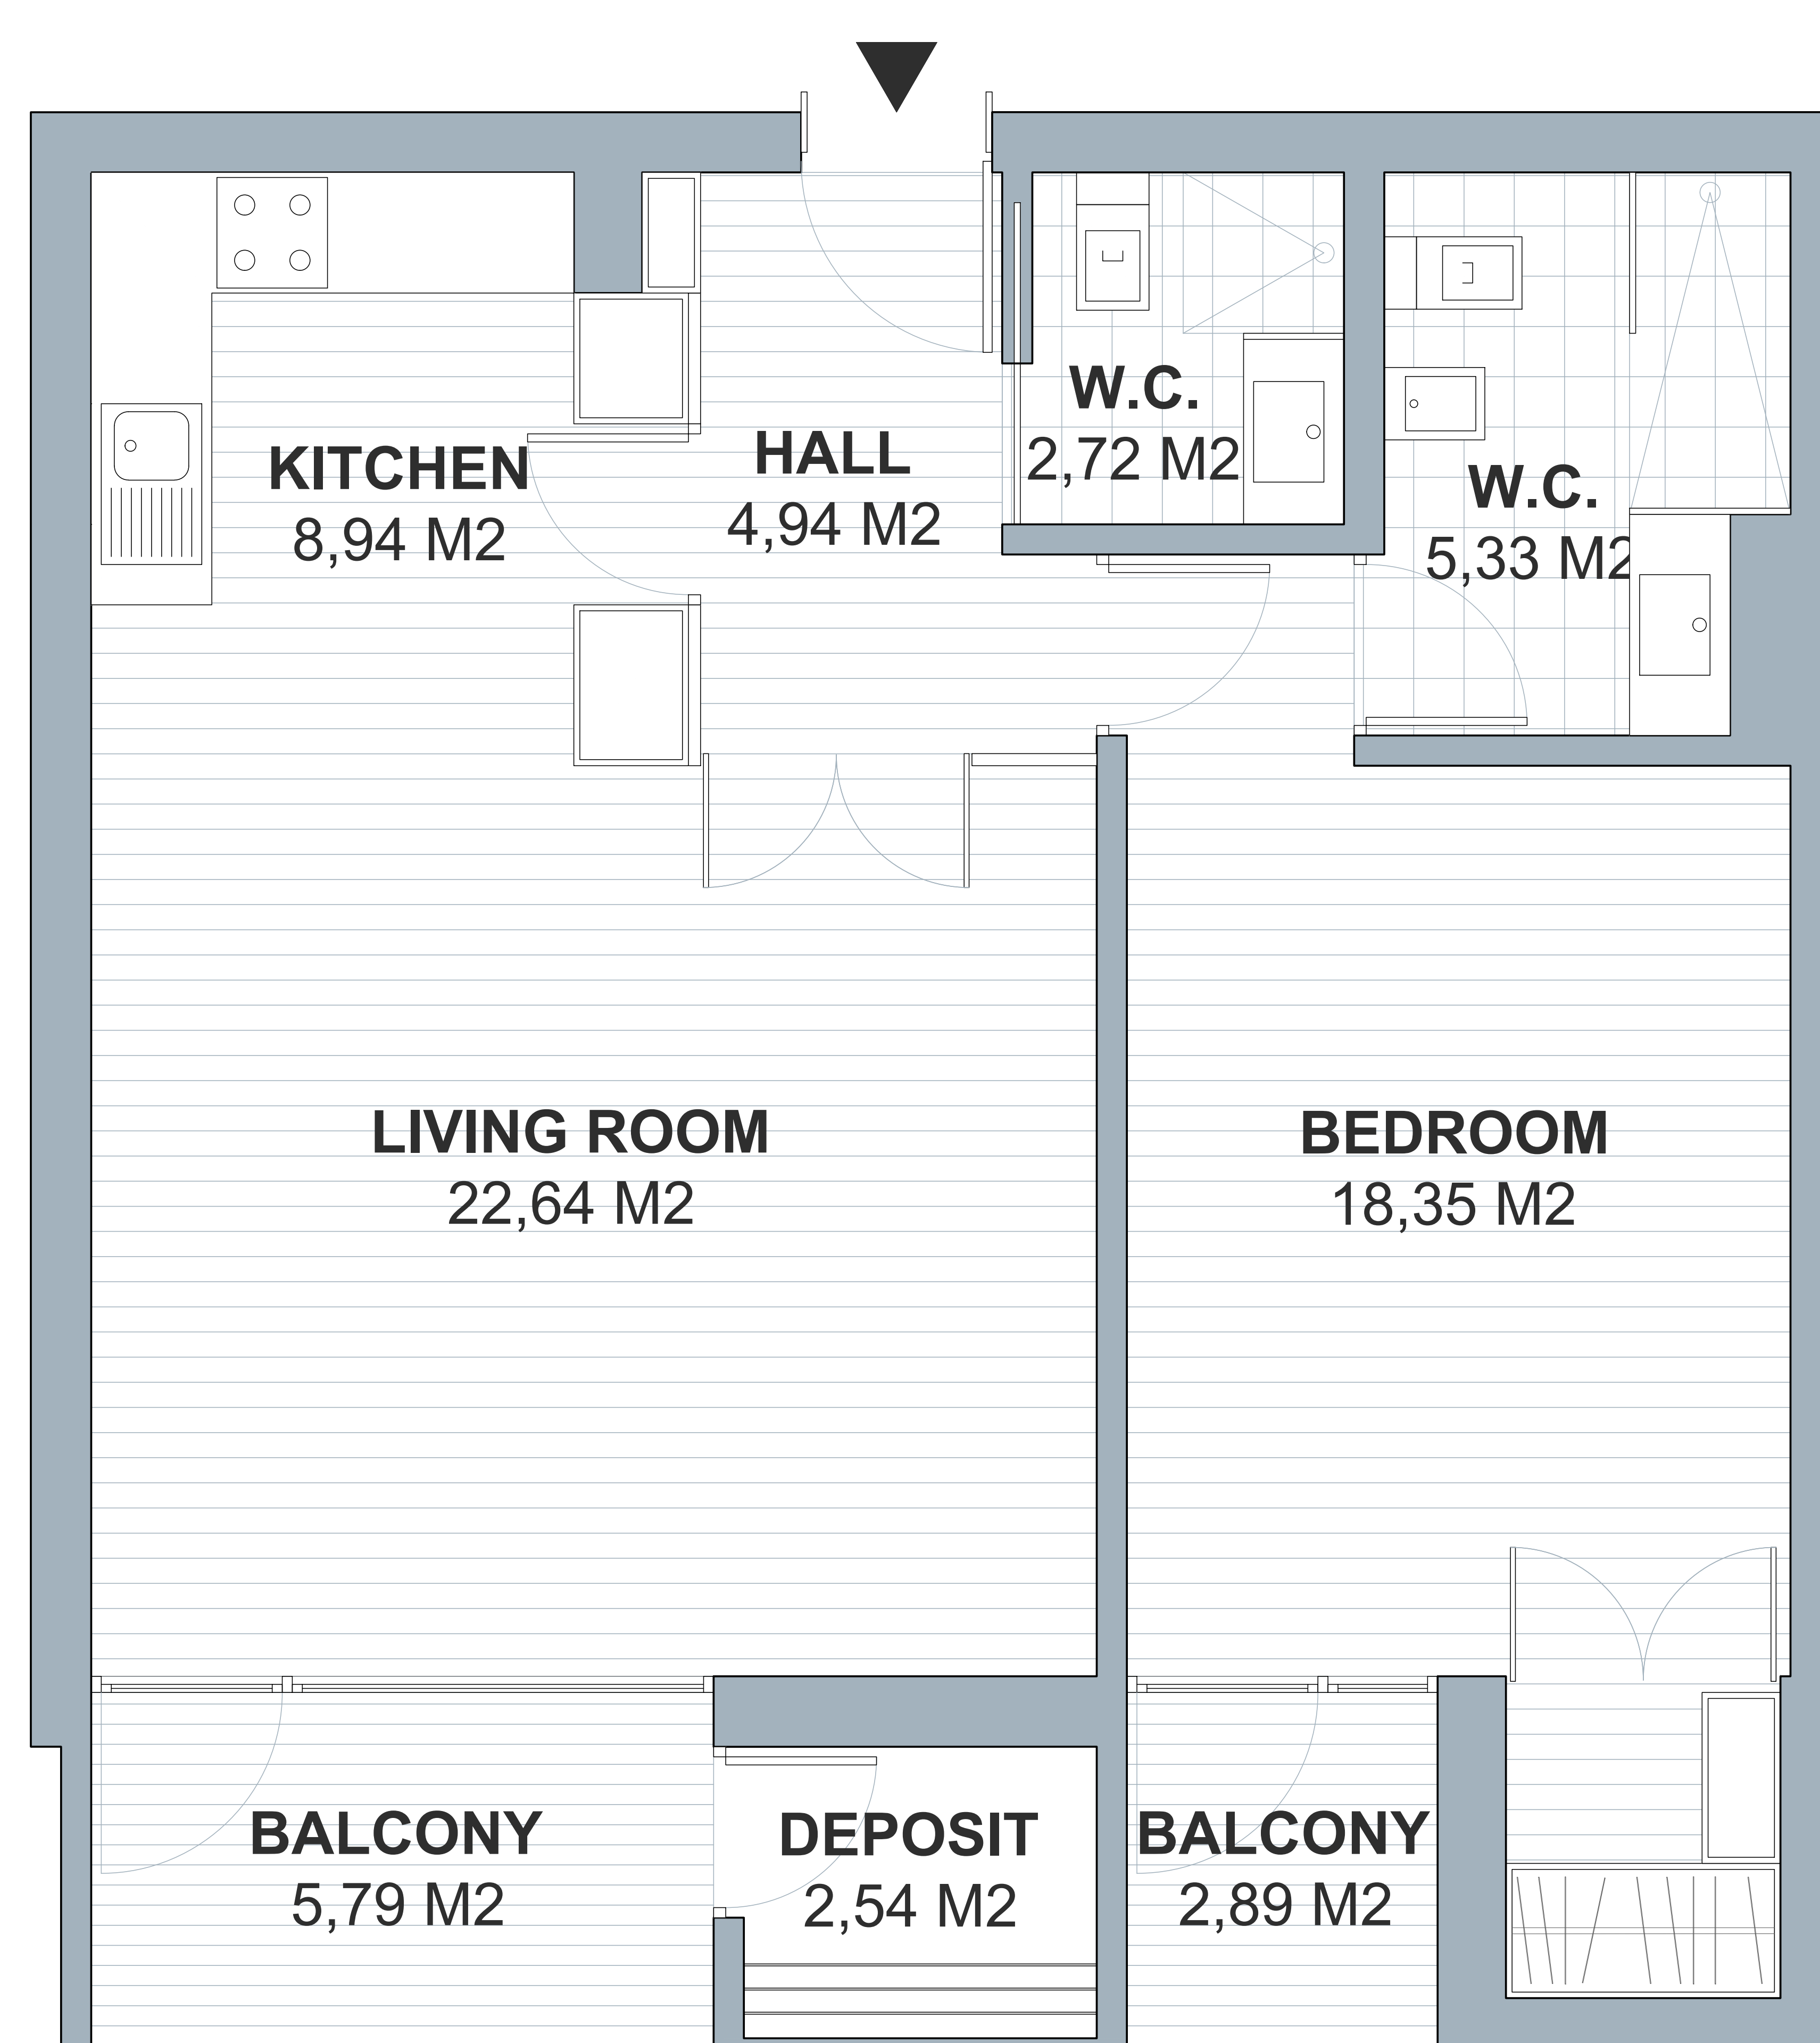 W.C.
2,72 M2
HALL
4,94 M2
KITCHEN
8,94 M2
W.C.
5,33 M2
LIVING ROOM
22,64 M2
BEDROOM
18,35 M2
BALCONY
5,79 M2
DEPOSIT
2,54 M2
BALCONY
2,89 M2